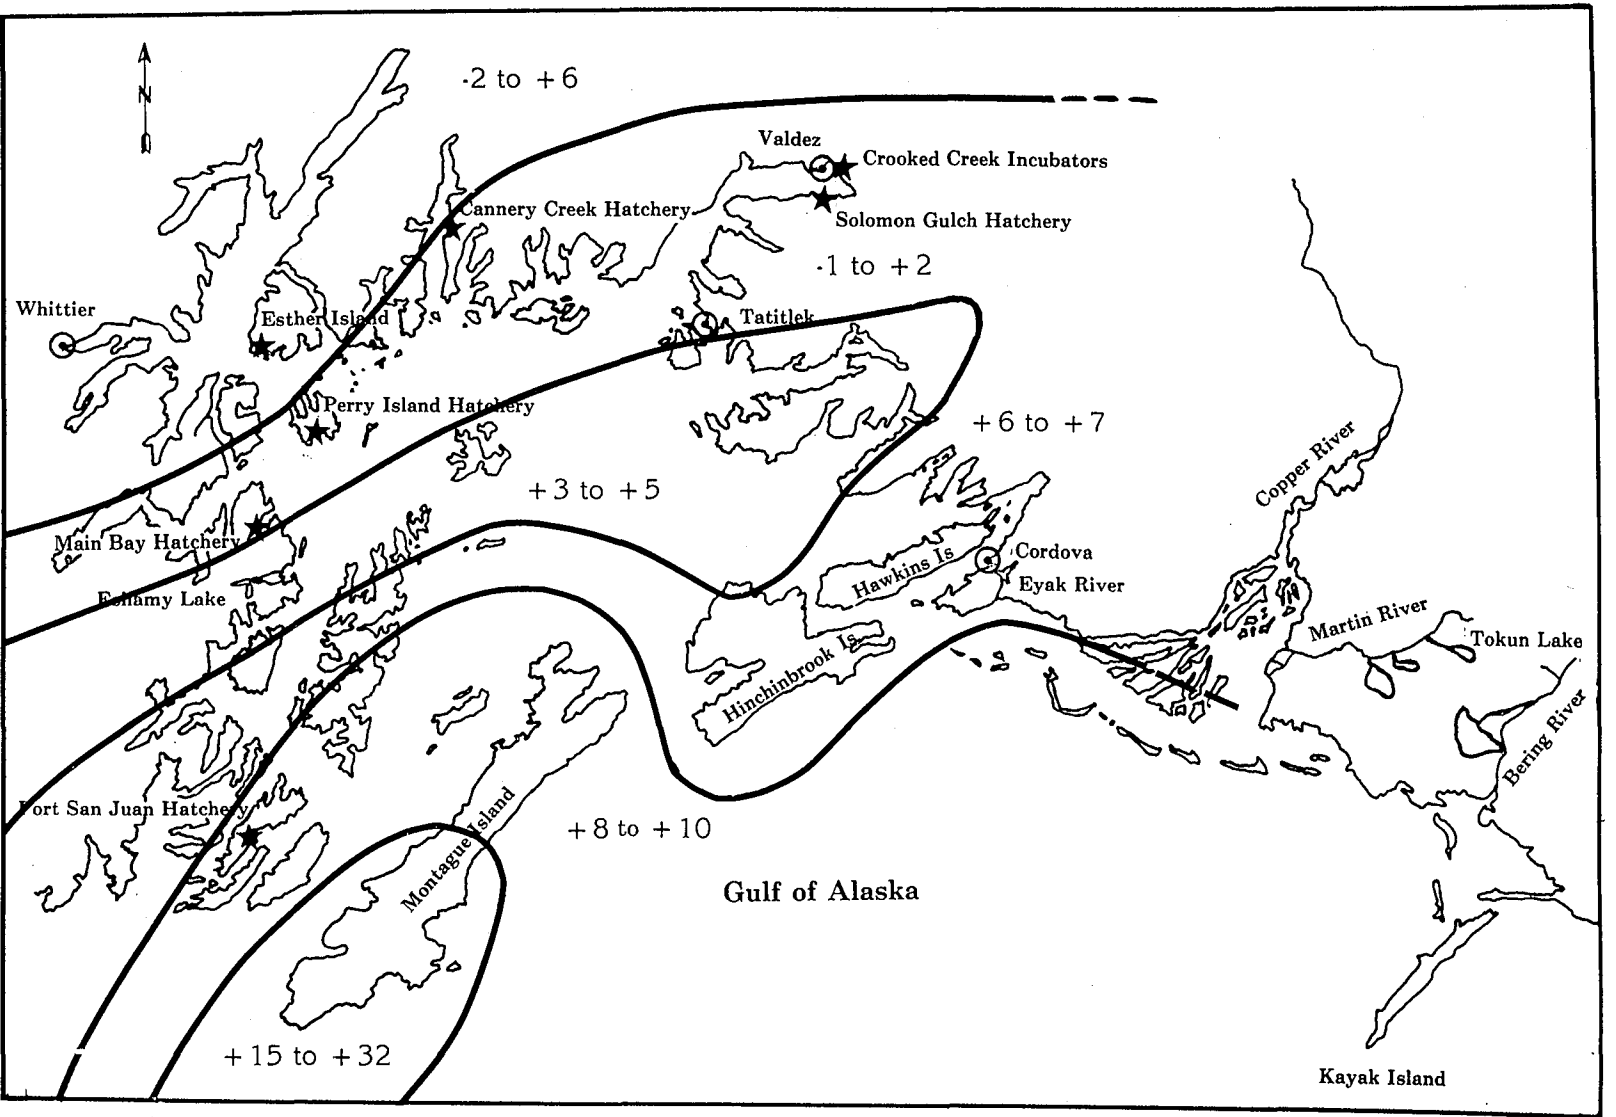 -2 to +6
N
Valdez
Crooked Creek Incubators
Cannery Creek Hatchery
Solomon Gulch Hatchery
-1 to +2
Whittier
Esther Island
Tatitlek
Perry Island Hatchery
+6 to +7
Copper River
+3 to +5
Main Bay Hatchery
Cordova
Hawkins Is
Eyak River
Eshamy Lake
Martin River
Tokun Lake
Hinchinbrook Is.
Bering River
Port San Juan Hatchery
Montague Island
+8 to +10
Gulf of Alaska
+15 to +32
Kayak Island